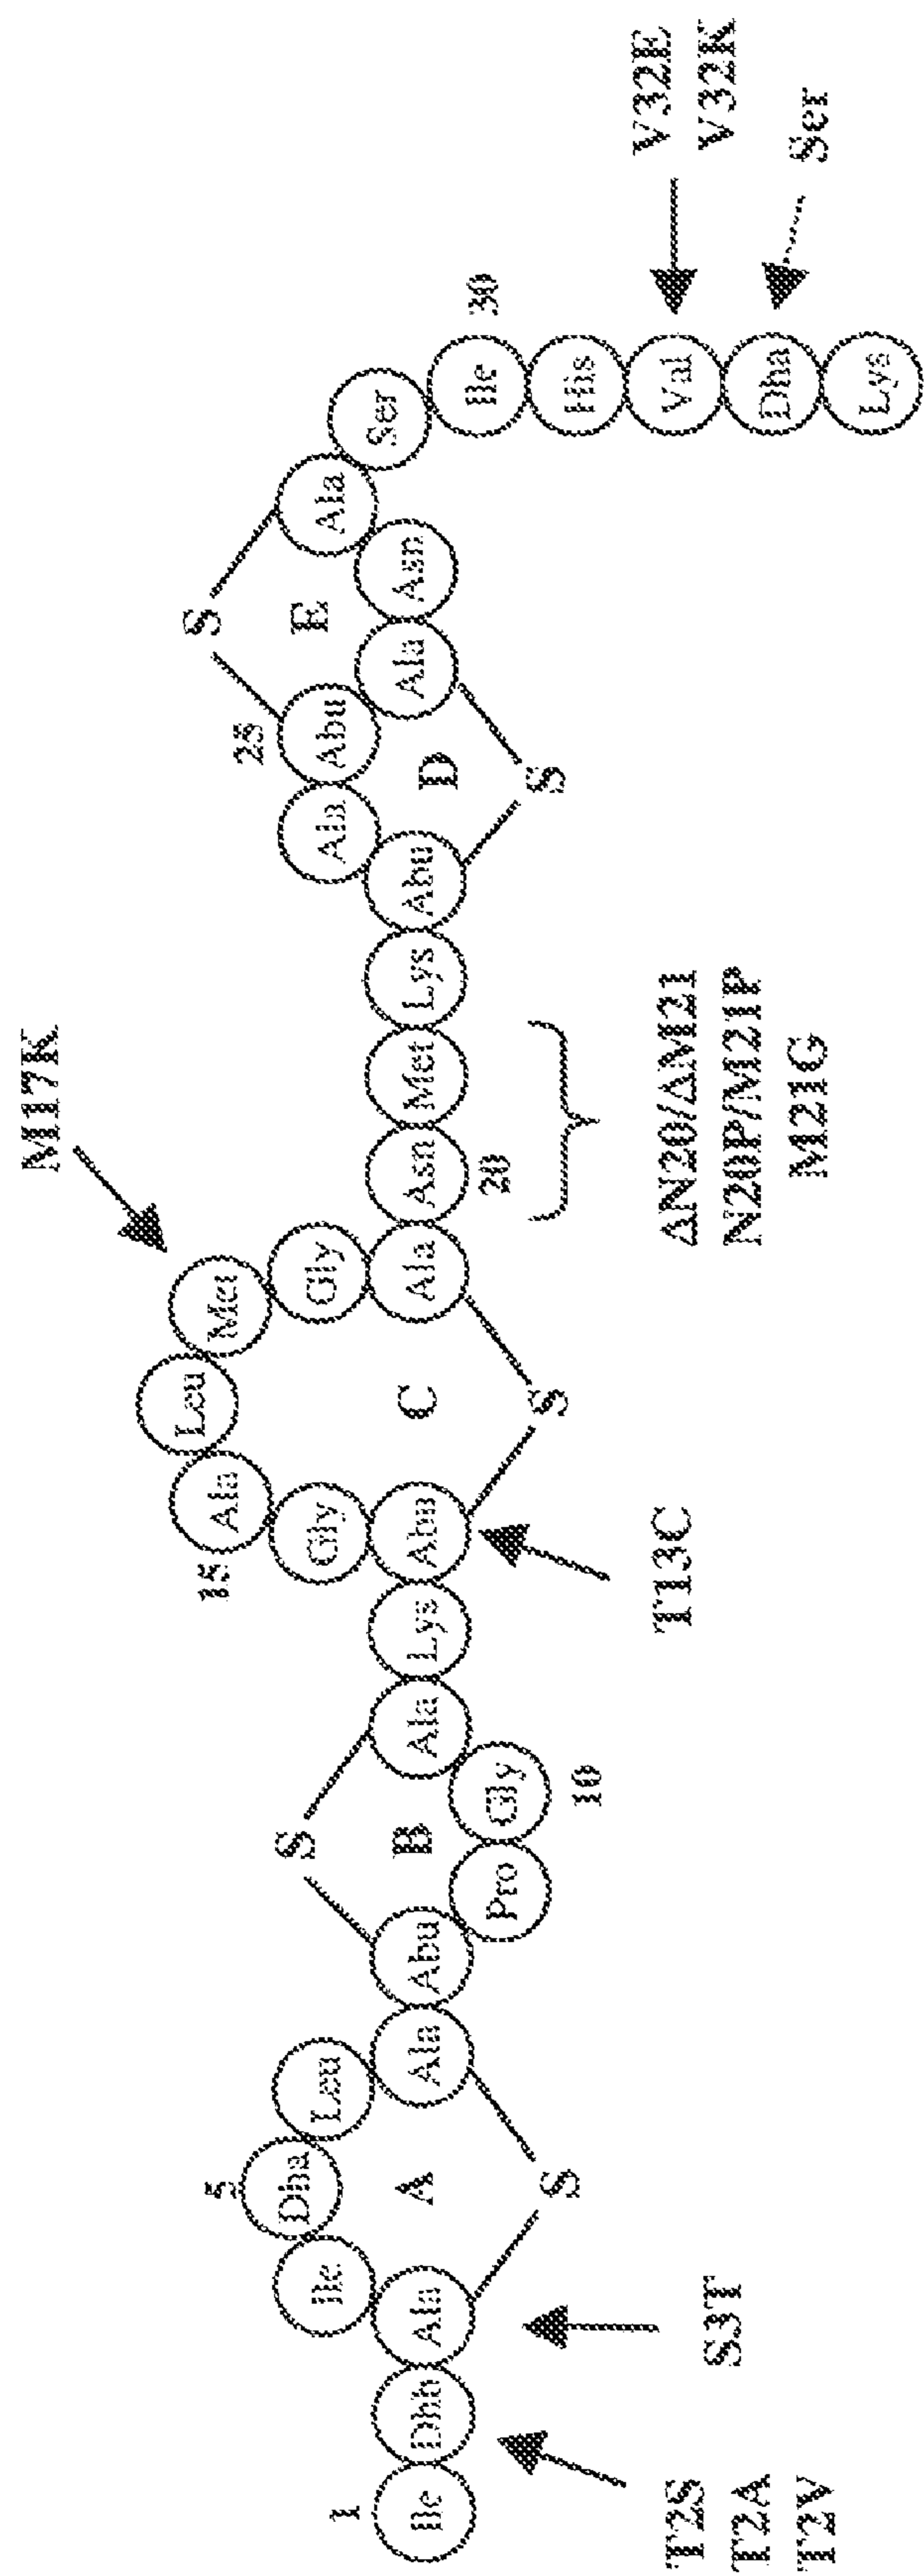 1
Ile
Dhb
Ala
Ile
5
Dha
Leu
Ala
S
A
Abu
Pro
Gly
10
Ala
S
B
Lys
Abu
Gly
15
Ala
Leu
Met
Gly
Ala
S
C
Asn
20
Met
Lys
Abu
Ala
25
Abu
Ala
S
D
Asn
Ala
S
E
Ser
Ile
30
His
Val
Dha
Lys
T2S
T2A
T2V
S3T
T13C
M17K
ΔN20/ΔM21
N20P/M21P
M21G
V32E
V32K
Ser